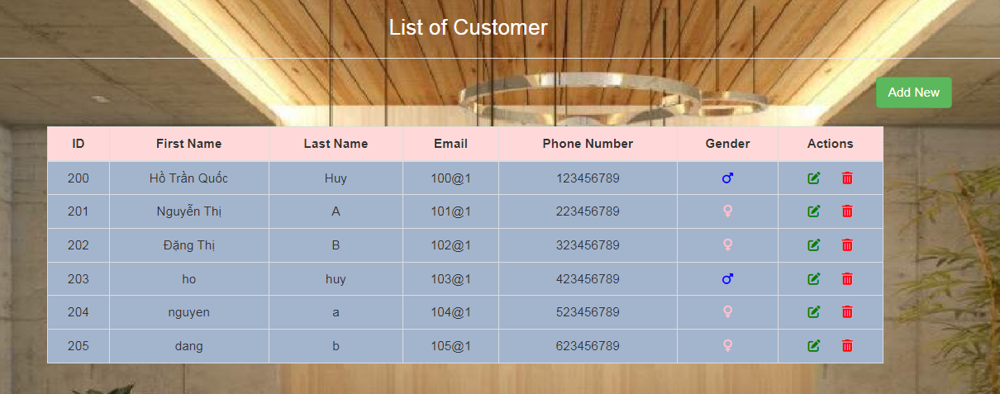 List of Customer
Add New
ID First Name Last Name Email Phone Number Gender Actions
200 Hồ Trần Quốc Huy 100@1 123456789
201 Nguyễn Thị A 101@1 223456789
202 Đặng Thị B 102@1 323456789
203 ho huy 103@1 423456789
204 nguyen a 104@1 523456789
205 dang b 105@1 623456789